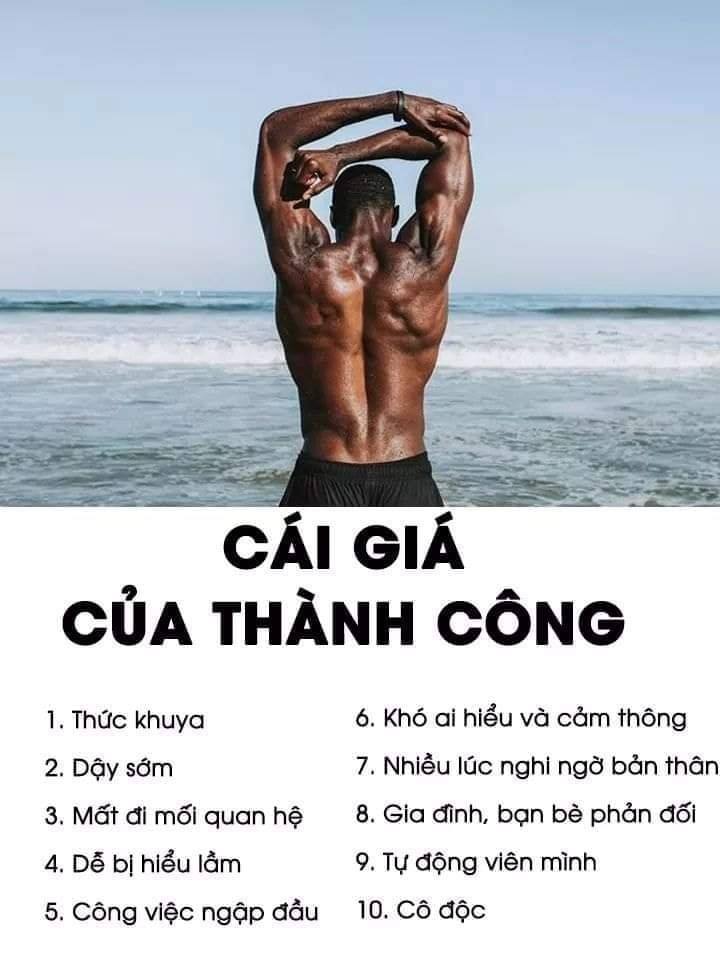 CÁI GIÁ
CỦA THÀNH CÔNG
1. Thức khuya
2. Dậy sớm
3. Mất đi mối quan hệ
4. Dễ bị hiểu lầm
5. Công việc ngập đầu
6. Khó ai hiểu và cảm thông
7. Nhiều lúc nghi ngờ bản thân
8. Gia đình, bạn bè phản đối
9. Tự động viên mình
10. Cô độc